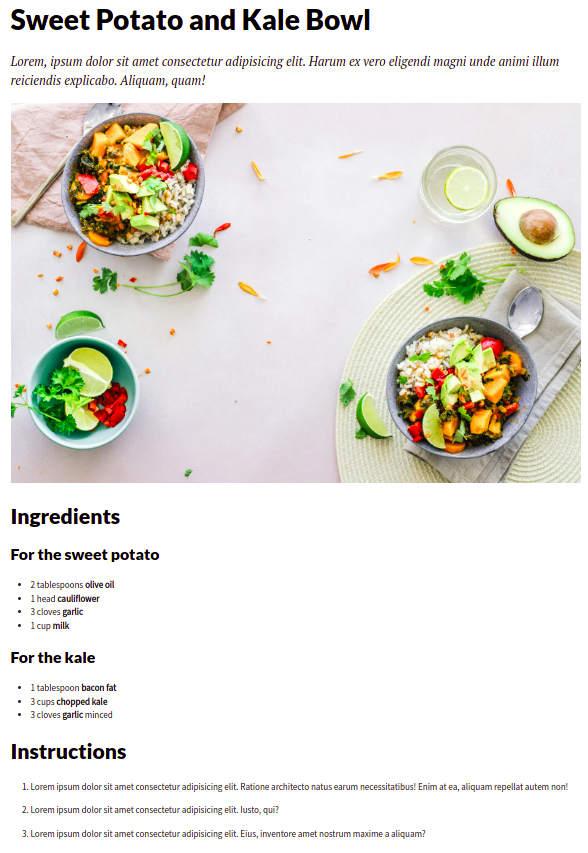 Sweet Potato and Kale Bowl
Lorem, ipsum dolor sit amet consectetur adipisicing elit. Harum ex vero eligendi magni unde animi illum
reiciendis explicabo. Aliquam, quam!
Ingredients
For the sweet potato
• 2 tablespoons olive oil
• 1 head cauliflower
• 3 cloves garlic
• 1 cup milk
For the kale
• 1 tablespoon bacon fat
• 3 cups chopped kale
• 3 cloves garlic minced
Instructions
1. Lorem ipsum dolor sit amet consectetur adipisicing elit. Ratione architecto natus earum necessitatibus! Enim at ea, aliquam repellat autem non!
2. Lorem ipsum dolor sit amet consectetur adipisicing elit. Iusto, qui?
3. Lorem ipsum dolor sit amet consectetur adipisicing elit. Eius, inventore amet nostrum maxime a aliquam?